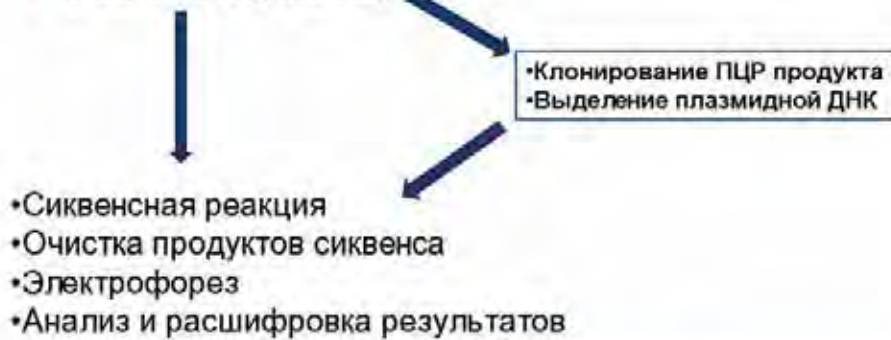 •Клонирование ПЦР продукта
•Выделение плазмидной ДНК
•Сиквенсная реакция
•Очистка продуктов сиквенса
•Электрофорез
•Анализ и расшифровка результатов